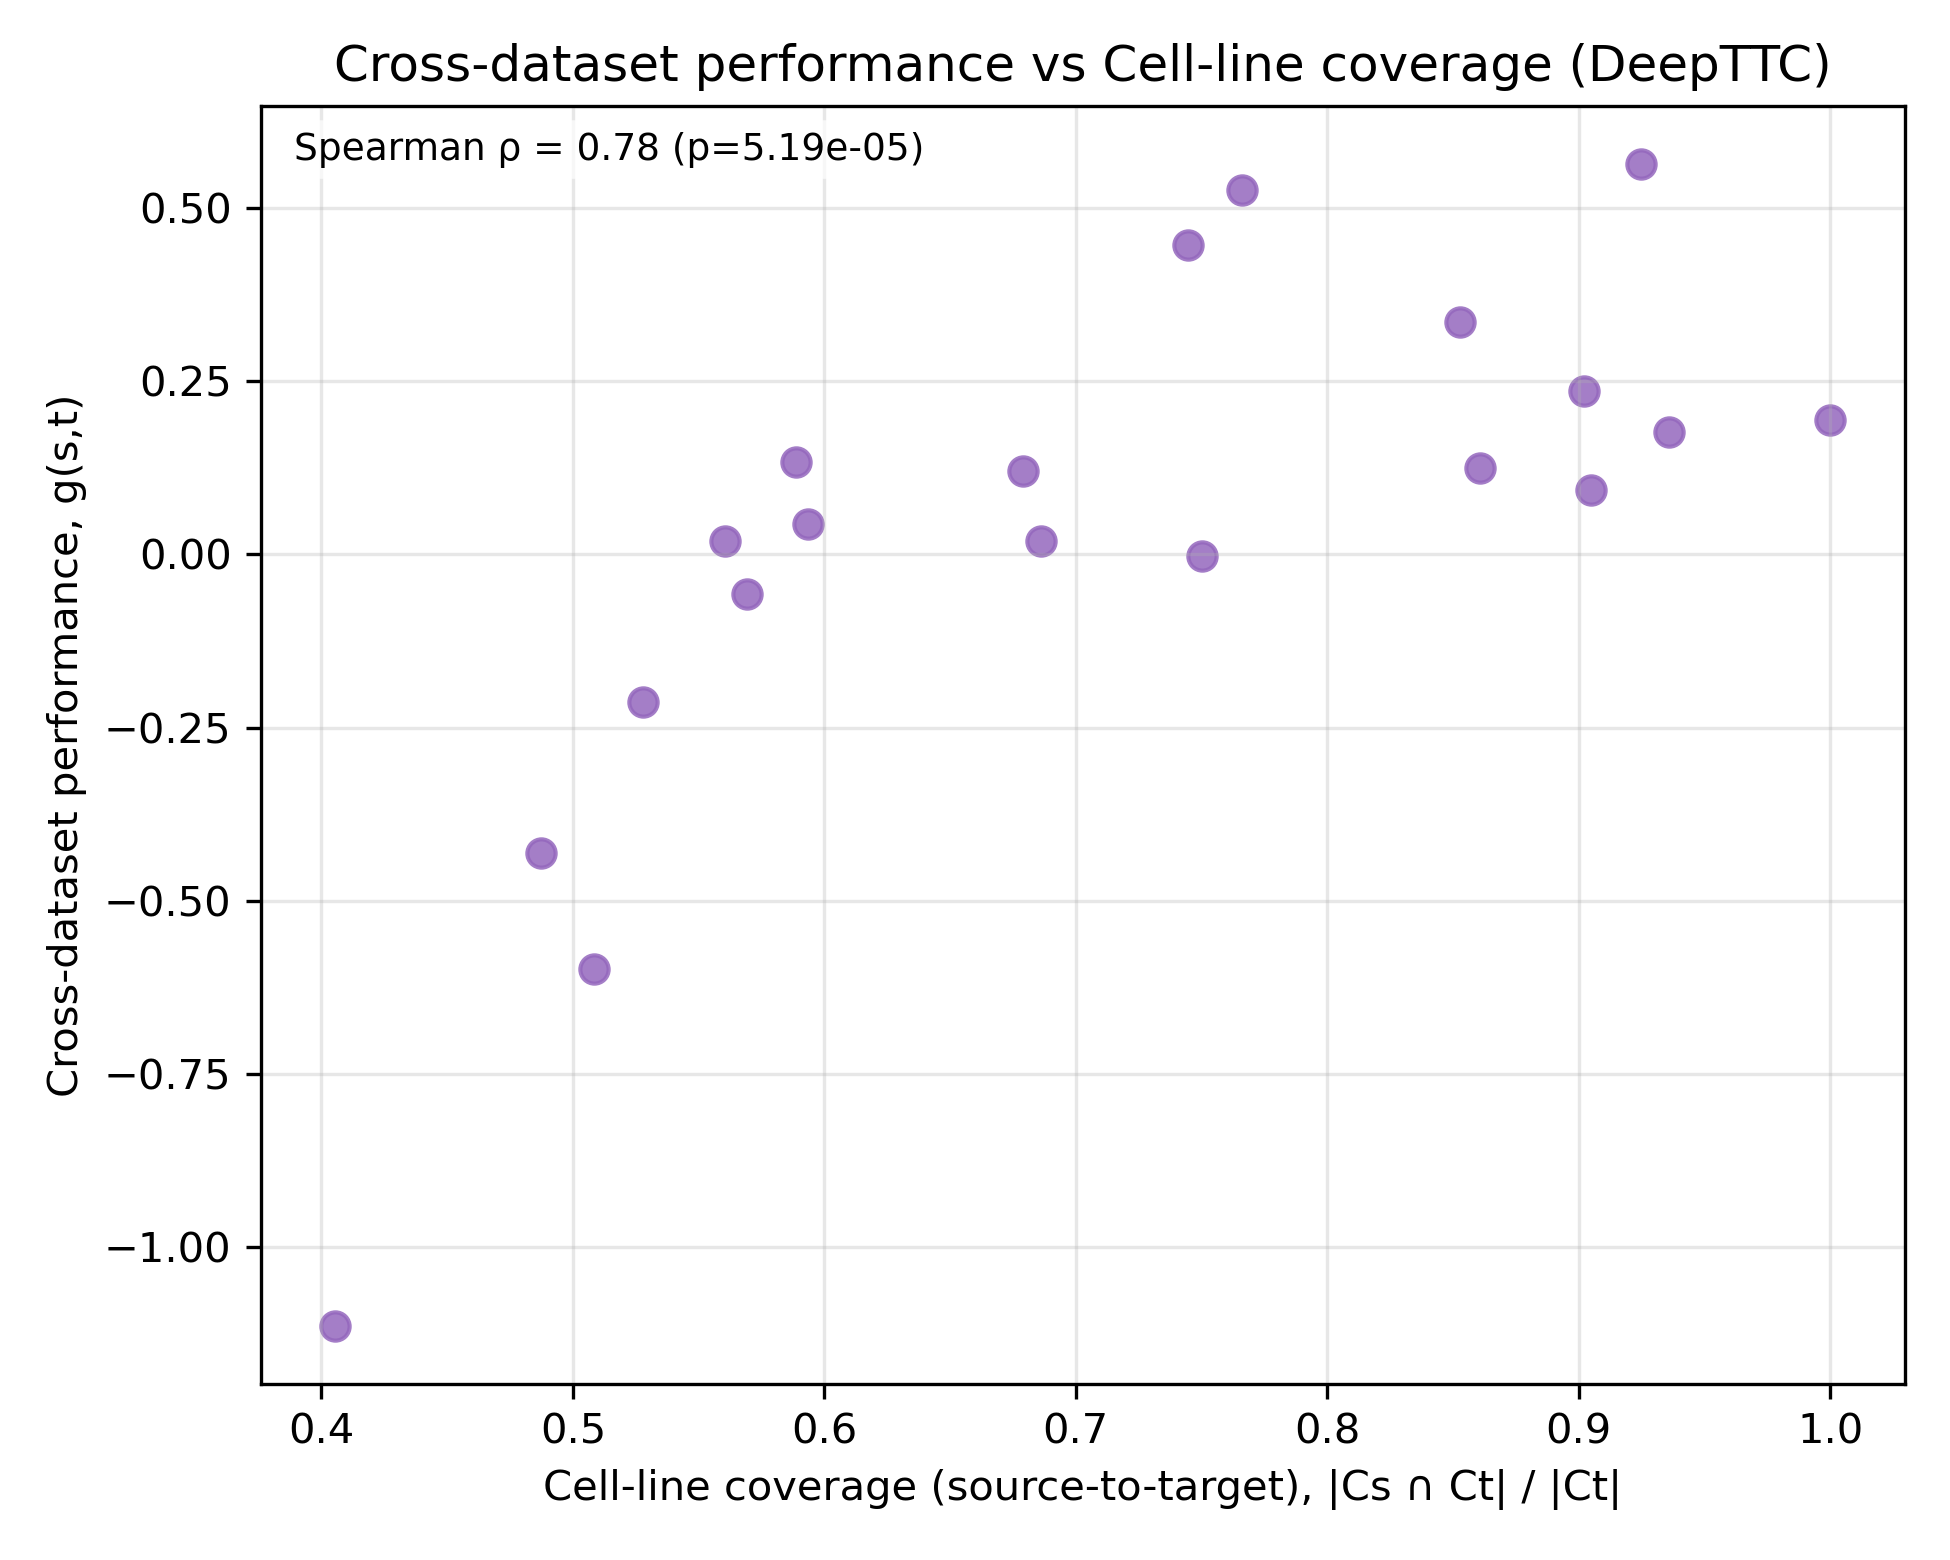 Cross-dataset performance vs Cell-line coverage (DeepTTC)
Spearman ρ = 0.78 (p=5.19e-05)
Cross-dataset performance, g(s,t)
0.50
0.25
0.00
−0.25
−0.50
−0.75
−1.00
0.4 0.5 0.6 0.7 0.8 0.9 1.0
Cell-line coverage (source-to-target), |Cs ∩ Ct| / |Ct|